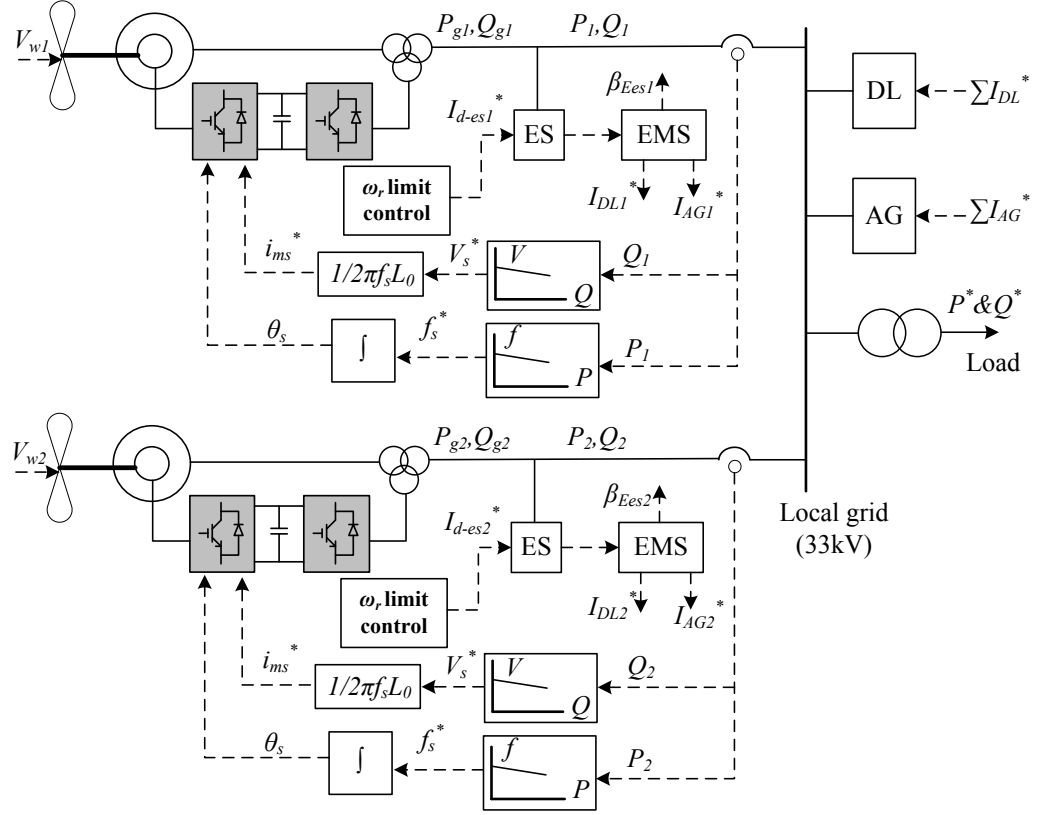 V_w1
P_g1,Q_g1
P_1,Q_1
I_d-es1^*
β_Ees1
ES
EMS
DL
∑I_DL^*
ω_r limit
control
I_DL1^*
I_AG1^*
AG
∑I_AG^*
i_ms^*
1/2πf_sL_0
V_s^*
V
Q
Q_1
P^*&Q^*
Load
θ_s
∫
f_s^*
f
P
P_1
V_w2
P_g2,Q_g2
P_2,Q_2
I_d-es2^*
β_Ees2
ES
EMS
Local grid
(33kV)
ω_r limit
control
I_DL2^*
I_AG2^*
i_ms^*
1/2πf_sL_0
V_s^*
V
Q
Q_2
θ_s
∫
f_s^*
f
P
P_2